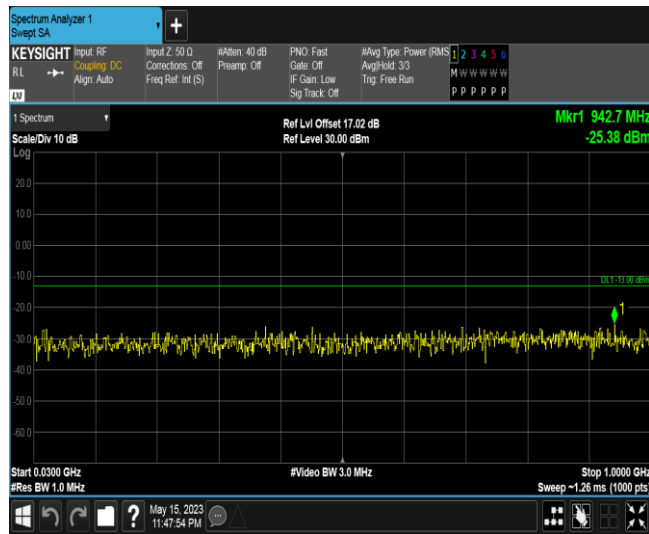 Spectrum Analyzer 1
Swept SA
+
KEYSIGHT
RL
LXI
Input: RF
Coupling: DC
Align: Auto
Input Z: 50 Ω
Corrections: Off
Freq Ref: Int (S)
#Atten: 40 dB
Preamp: Off
PNO: Fast
Gate: Off
IF Gain: Low
Sig Track: Off
#Avg Type: Power (RMS
Avg|Hold: 3/3
Trig: Free Run
1 2 3 4 5 6
M W W W W W
P P P P P P
1 Spectrum
Scale/Div 10 dB
Log
Ref Lvl Offset 17.02 dB
Ref Level 30.00 dBm
Mkr1 942.7 MHz
-25.38 dBm
20.0
10.0
0.00
-10.0
DL1 -13.00 dBm
-20.0
1
-30.0
-40.0
-50.0
-60.0
Start 0.0300 GHz
#Video BW 3.0 MHz
Stop 1.0000 GHz
#Res BW 1.0 MHz
Sweep ~1.26 ms (1000 pts)
?
May 15, 2023
11:47:54 PM